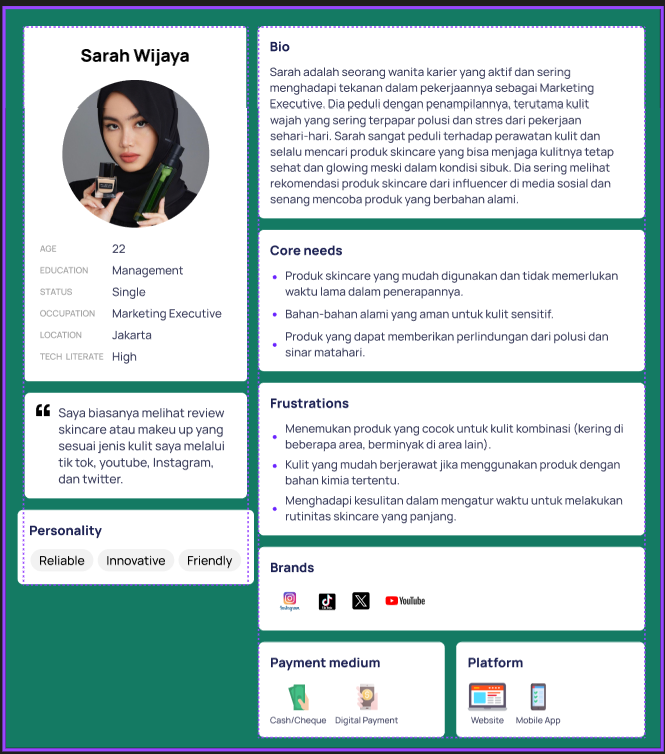 Sarah Wijaya
AGE 22
EDUCATION Management
STATUS Single
OCCUPATION Marketing Executive
LOCATION Jakarta
TECH LITERATE High
Saya biasanya melihat review
skincare atau makeu up yang
sesuai jenis kulit saya melalui
tik tok, youtube, Instagram,
dan twitter.
Personality
Reliable
Innovative
Friendly
Bio
Sarah adalah seorang wanita karier yang aktif dan sering
menghadapi tekanan dalam pekerjaannya sebagai Marketing
Executive. Dia peduli dengan penampilannya, terutama kulit
wajah yang sering terpapar polusi dan stres dari pekerjaan
sehari-hari. Sarah sangat peduli terhadap perawatan kulit dan
selalu mencari produk skincare yang bisa menjaga kulitnya tetap
sehat dan glowing meski dalam kondisi sibuk. Dia sering melihat
rekomendasi produk skincare dari influencer di media sosial dan
senang mencoba produk yang berbahan alami.
Core needs
Produk skincare yang mudah digunakan dan tidak memerlukan
waktu lama dalam penerapannya.
Bahan-bahan alami yang aman untuk kulit sensitif.
Produk yang dapat memberikan perlindungan dari polusi dan
sinar matahari.
Frustrations
Menemukan produk yang cocok untuk kulit kombinasi (kering di
beberapa area, berminyak di area lain).
Kulit yang mudah berjerawat jika menggunakan produk dengan
bahan kimia tertentu.
Menghadapi kesulitan dalam mengatur waktu untuk melakukan
rutinitas skincare yang panjang.
Brands
Instagram
TikTok
YouTube
Payment medium
Cash/Cheque
Digital Payment
Platform
Website
Mobile App